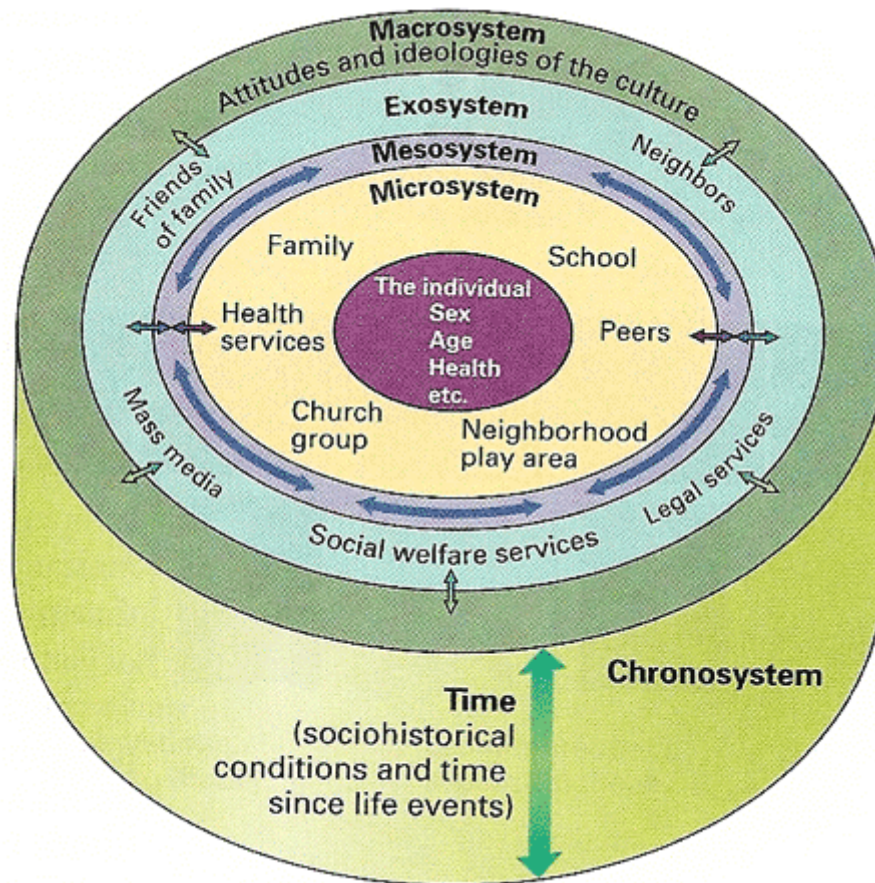 Macrosystem
Attitudes and ideologies of the culture
Exosystem
Mesosystem
Microsystem
Friends
of family
Neighbors
Family
School
The individual
Sex
Age
Health
etc.
Health
services
Peers
Church
group
Neighborhood
play area
Mass media
Legal services
Social welfare services
Chronosystem
Time
(sociohistorical
conditions and time
since life events)